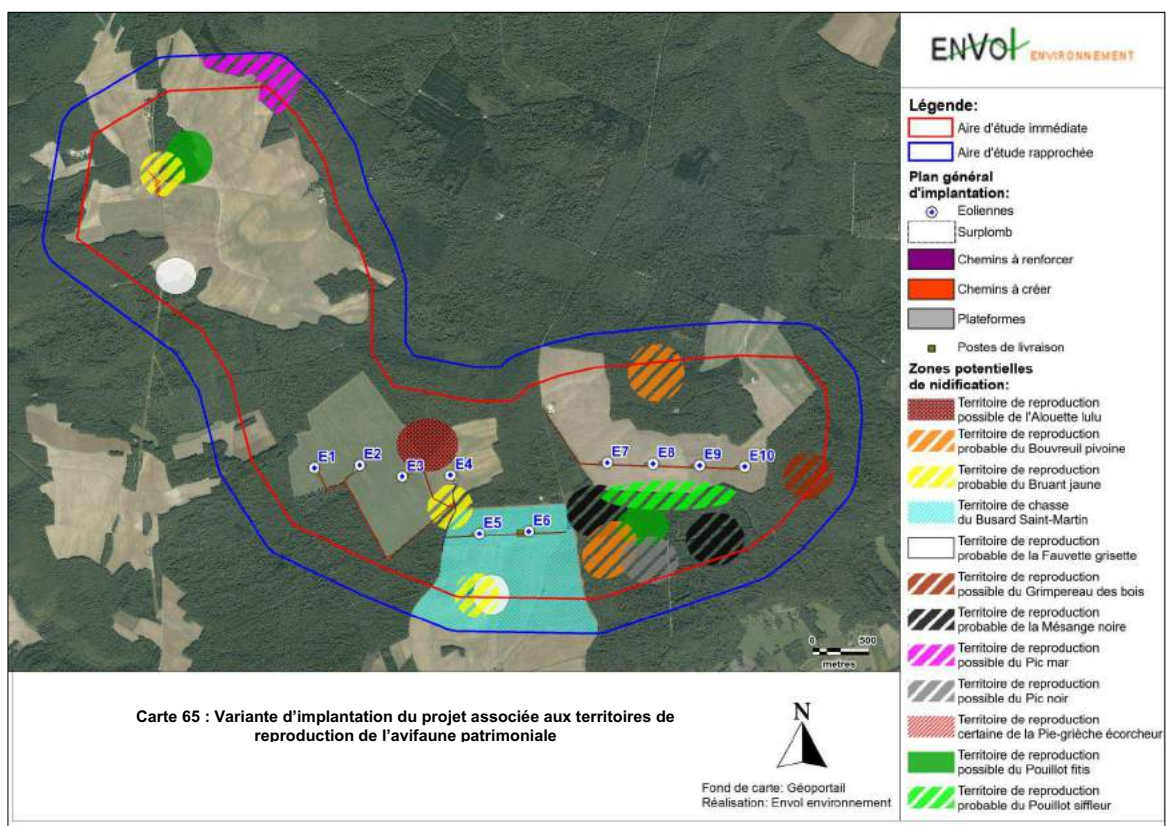 ENVOL ENVIRONNEMENT
Légende:
Aire d'étude immédiate
Aire d'étude rapprochée
Plan général
d'implantation:
Eoliennes
Surplomb
Chemins à renforcer
Chemins à créer
Plateformes
Postes de livraison
Zones potentielles
de nidification:
Territoire de reproduction
possible de l'Alouette lulu
Territoire de reproduction
probable du Bouvreuil pivoine
Territoire de reproduction
probable du Bruant jaune
Territoire de chasse
du Busard Saint-Martin
Territoire de reproduction
probable de la Fauvette grisette
Territoire de reproduction
possible du Grimpereau des bois
Territoire de reproduction
probable de la Mésange noire
Territoire de reproduction
possible du Pic mar
Territoire de reproduction
possible du Pic noir
Territoire de reproduction
certaine de la Pie-grièche écorcheur
Territoire de reproduction
possible du Pouillot fitis
Territoire de reproduction
probable du Pouillot siffleur
E1
E2
E3
E4
E5
E6
E7
E8
E9
E10
0 500
metres
Carte 65 : Variante d'implantation du projet associée aux territoires de
reproduction de l'avifaune patrimoniale
N
Fond de carte: Géoportail
Réalisation: Envol environnement